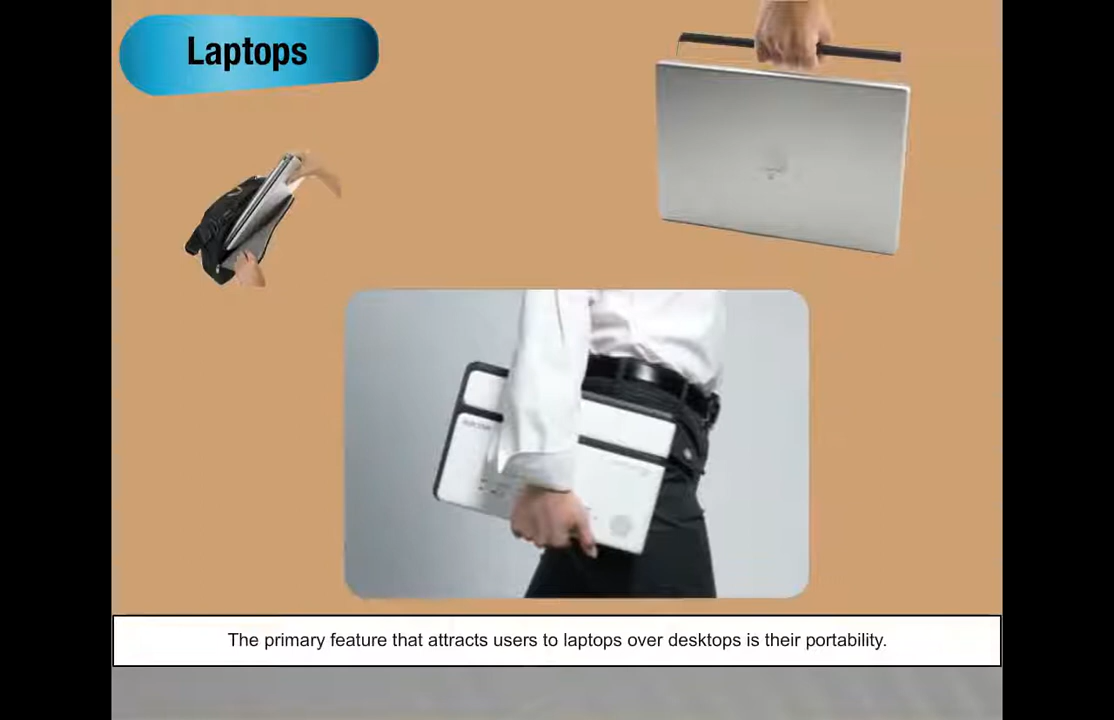 Laptops
The primary feature that attracts users to laptops over desktops is their portability.